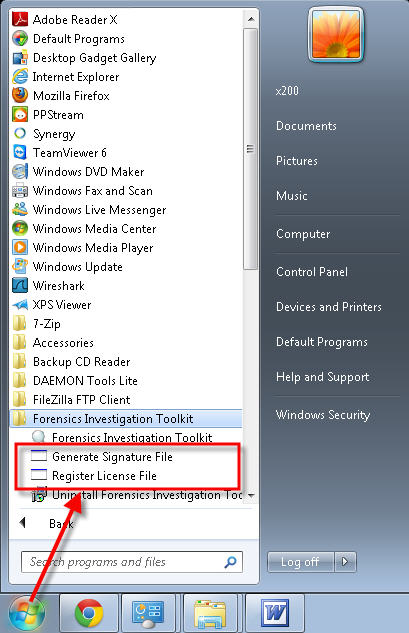 Adobe Reader X
Default Programs
Desktop Gadget Gallery
Internet Explorer
Mozilla Firefox
PPStream
Synergy
TeamViewer 6
Windows DVD Maker
Windows Fax and Scan
Windows Live Messenger
Windows Media Center
Windows Media Player
Windows Update
Wireshark
XPS Viewer
7-Zip
Accessories
Backup CD Reader
DAEMON Tools Lite
FileZilla FTP Client
Forensics Investigation Toolkit
Forensics Investigation Toolkit
Generate Signature File
Register License File
Uninstall Forensics Investigation Too
Back
Search programs and files
x200
Documents
Pictures
Music
Computer
Control Panel
Devices and Printers
Default Programs
Help and Support
Windows Security
Log off
W